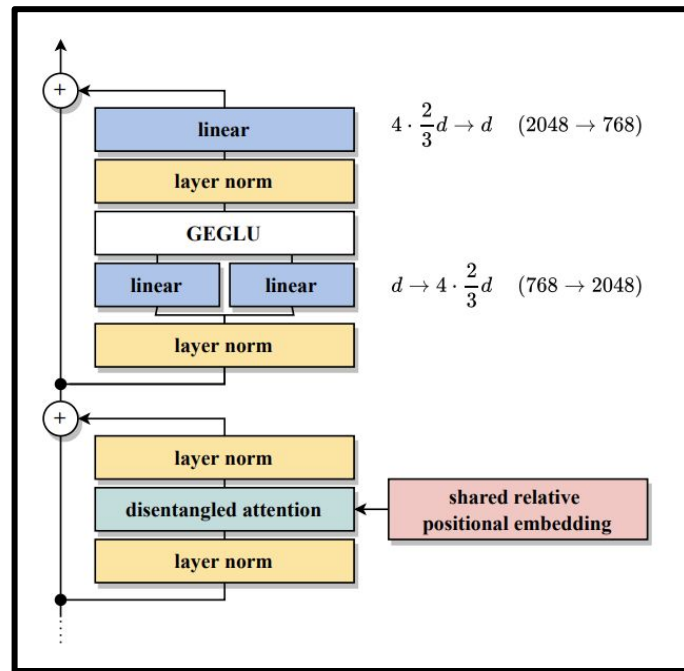 +
linear
4 · 2/3 d → d (2048 → 768)
layer norm
GEGLU
linear linear
d → 4 · 2/3 d (768 → 2048)
layer norm
+
layer norm
disentangled attention
shared relative
positional embedding
layer norm